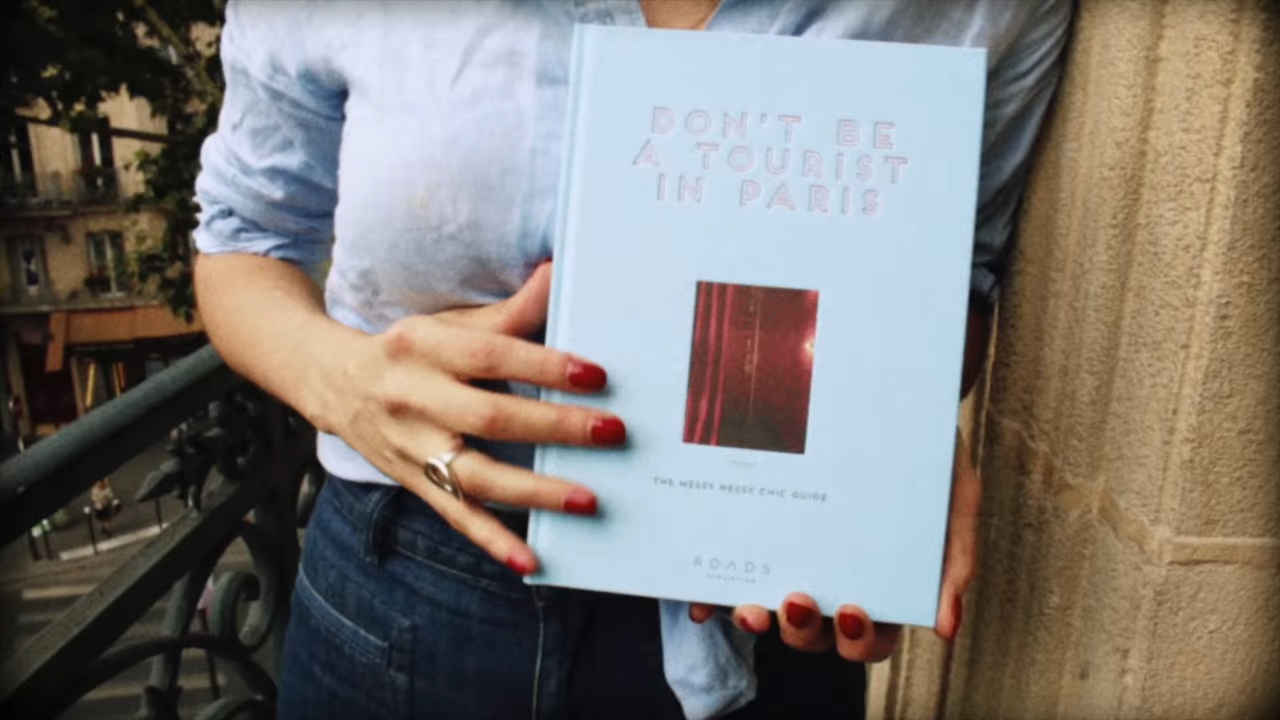 DON'T BE
A TOURIST
IN PARIS
THE MESSY NESSY CHIC GUIDE
ROADS